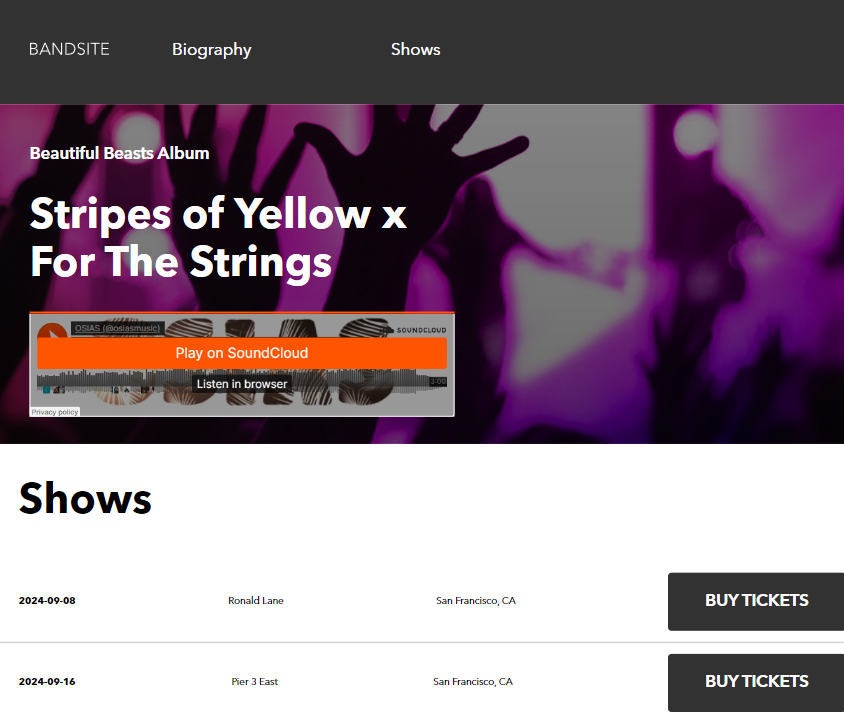 BANDSITE Biography Shows
Beautiful Beasts Album
Stripes of Yellow x
For The Strings
OSIAS (@osiasmusic) SOUNDCLOUD
Play on SoundCloud
Listen in browser 3:00
Privacy policy
Shows
2024-09-08 Ronald Lane San Francisco, CA BUY TICKETS
2024-09-16 Pier 3 East San Francisco, CA BUY TICKETS